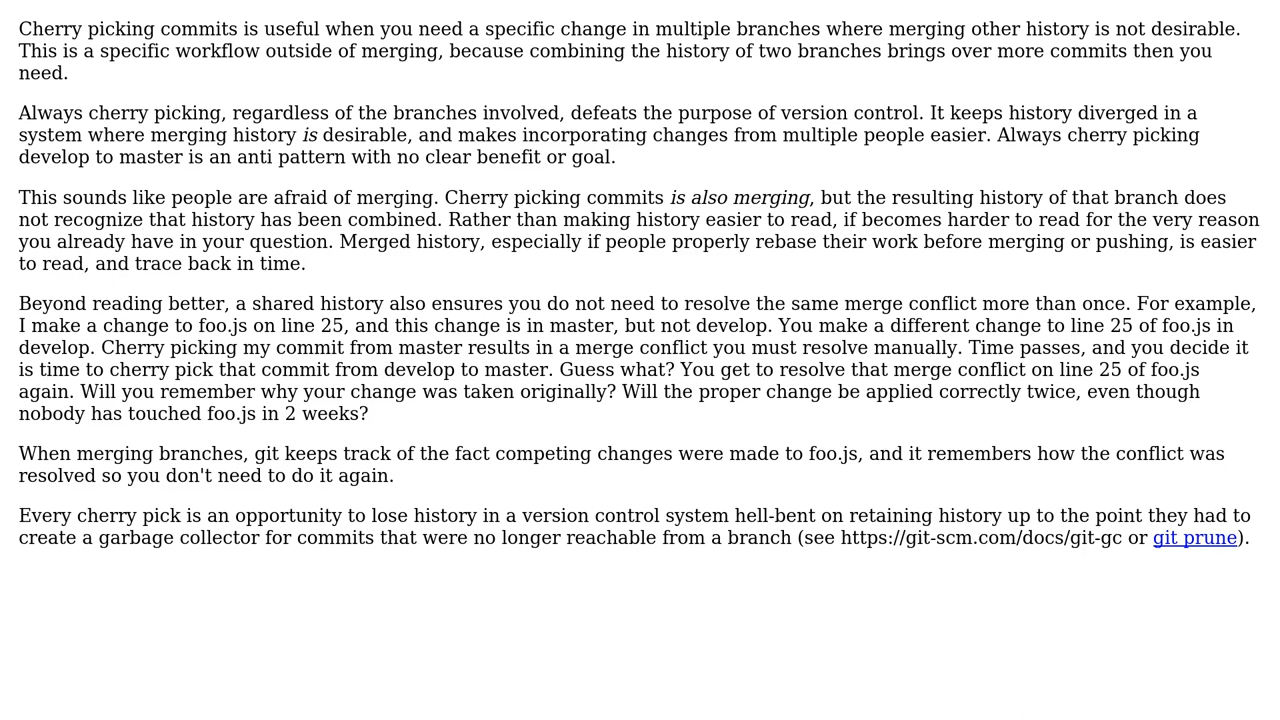 Cherry picking commits is useful when you need a specific change in multiple branches where merging other history is not desirable.
This is a specific workflow outside of merging, because combining the history of two branches brings over more commits then you
need.
Always cherry picking, regardless of the branches involved, defeats the purpose of version control. It keeps history diverged in a
system where merging history is desirable, and makes incorporating changes from multiple people easier. Always cherry picking
develop to master is an anti pattern with no clear benefit or goal.
This sounds like people are afraid of merging. Cherry picking commits is also merging, but the resulting history of that branch does
not recognize that history has been combined. Rather than making history easier to read, if becomes harder to read for the very reason
you already have in your question. Merged history, especially if people properly rebase their work before merging or pushing, is easier
to read, and trace back in time.
Beyond reading better, a shared history also ensures you do not need to resolve the same merge conflict more than once. For example,
I make a change to foo.js on line 25, and this change is in master, but not develop. You make a different change to line 25 of foo.js in
develop. Cherry picking my commit from master results in a merge conflict you must resolve manually. Time passes, and you decide it
is time to cherry pick that commit from develop to master. Guess what? You get to resolve that merge conflict on line 25 of foo.js
again. Will you remember why your change was taken originally? Will the proper change be applied correctly twice, even though
nobody has touched foo.js in 2 weeks?
When merging branches, git keeps track of the fact competing changes were made to foo.js, and it remembers how the conflict was
resolved so you don't need to do it again.
Every cherry pick is an opportunity to lose history in a version control system hell-bent on retaining history up to the point they had to
create a garbage collector for commits that were no longer reachable from a branch (see https://git-scm.com/docs/git-gc or git prune).